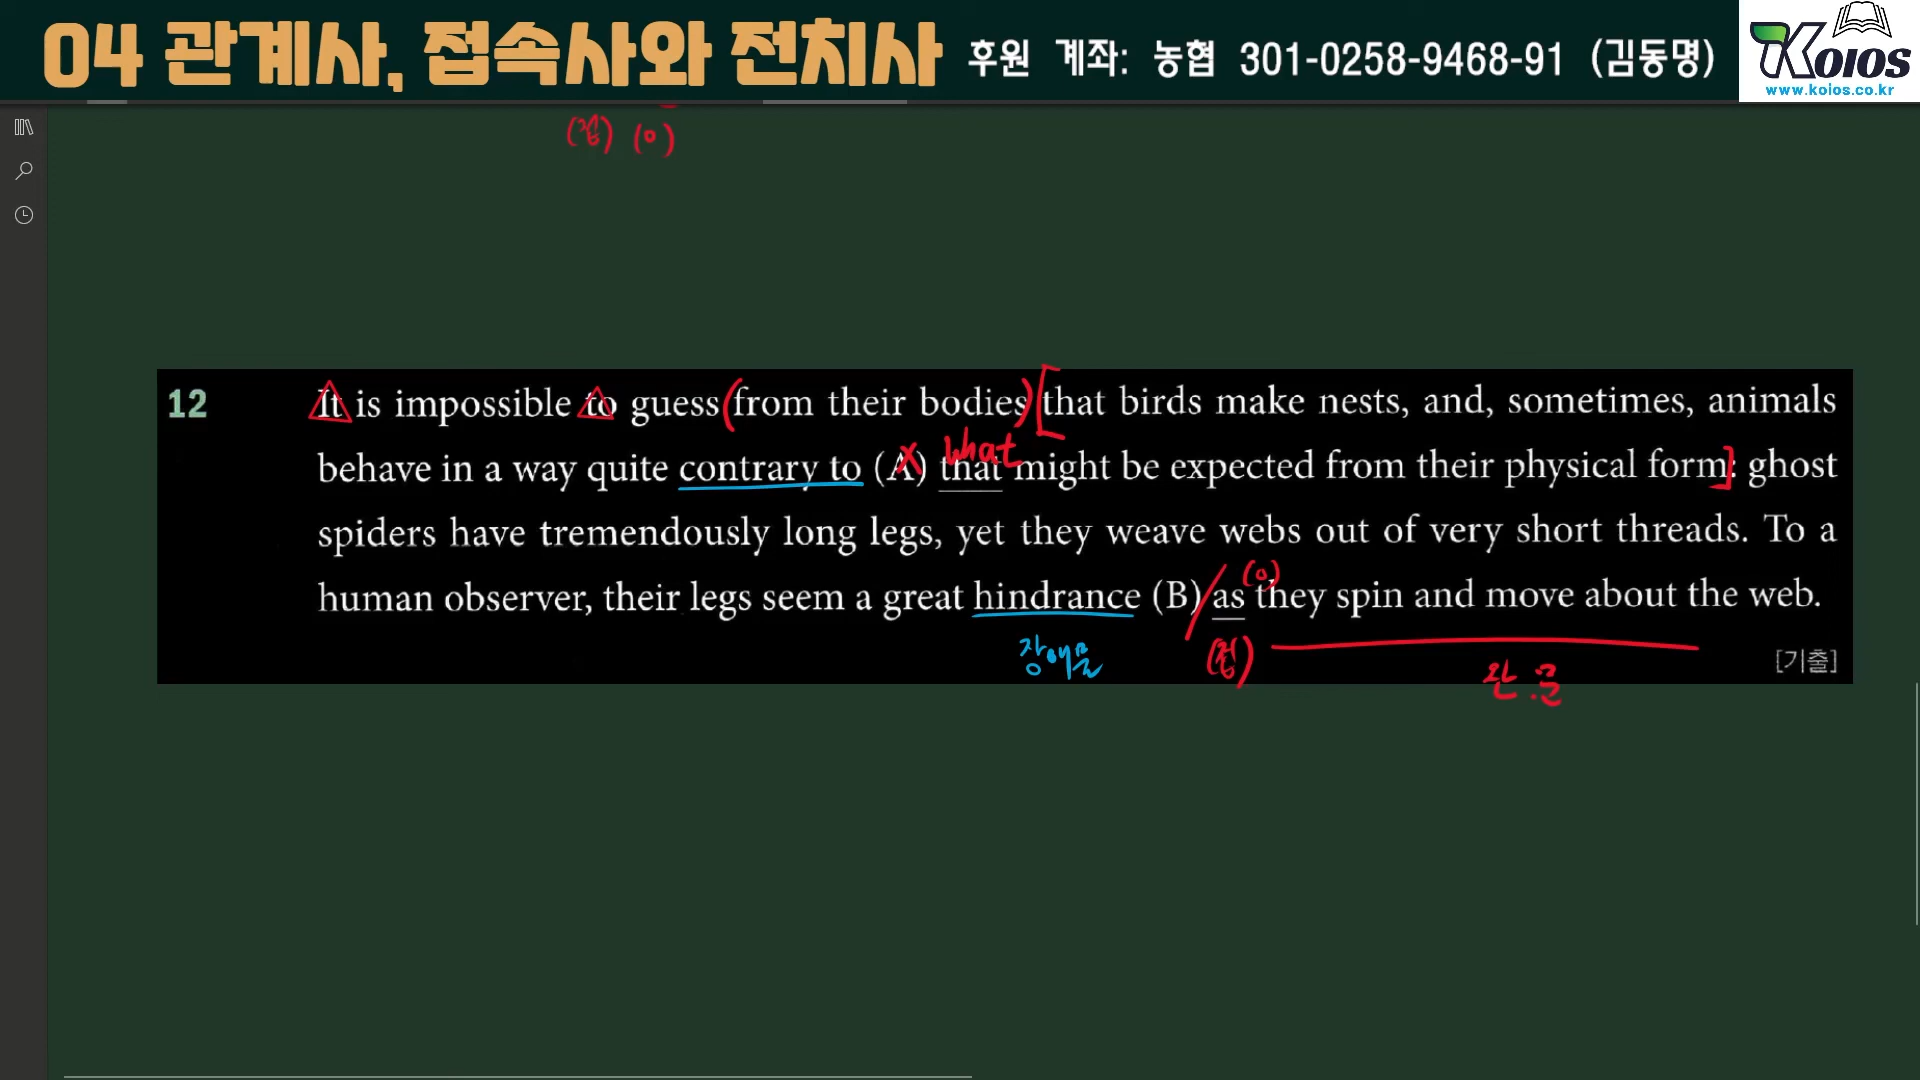 04 관계사, 접속사와 전치사 후원 계좌: 농협 301-0258-9468-91 (김동명)
KOIOS
www.koios.co.kr
(접) (o)
12 It is impossible to guess (from their bodies) [that birds make nests, and, sometimes, animals
what
behave in a way quite contrary to (A) that might be expected from their physical form]: ghost
spiders have tremendously long legs, yet they weave webs out of very short threads. To a
(o)
human observer, their legs seem a great hindrance (B) / as they spin and move about the web.
장애물 (접) 완.문
[기출]